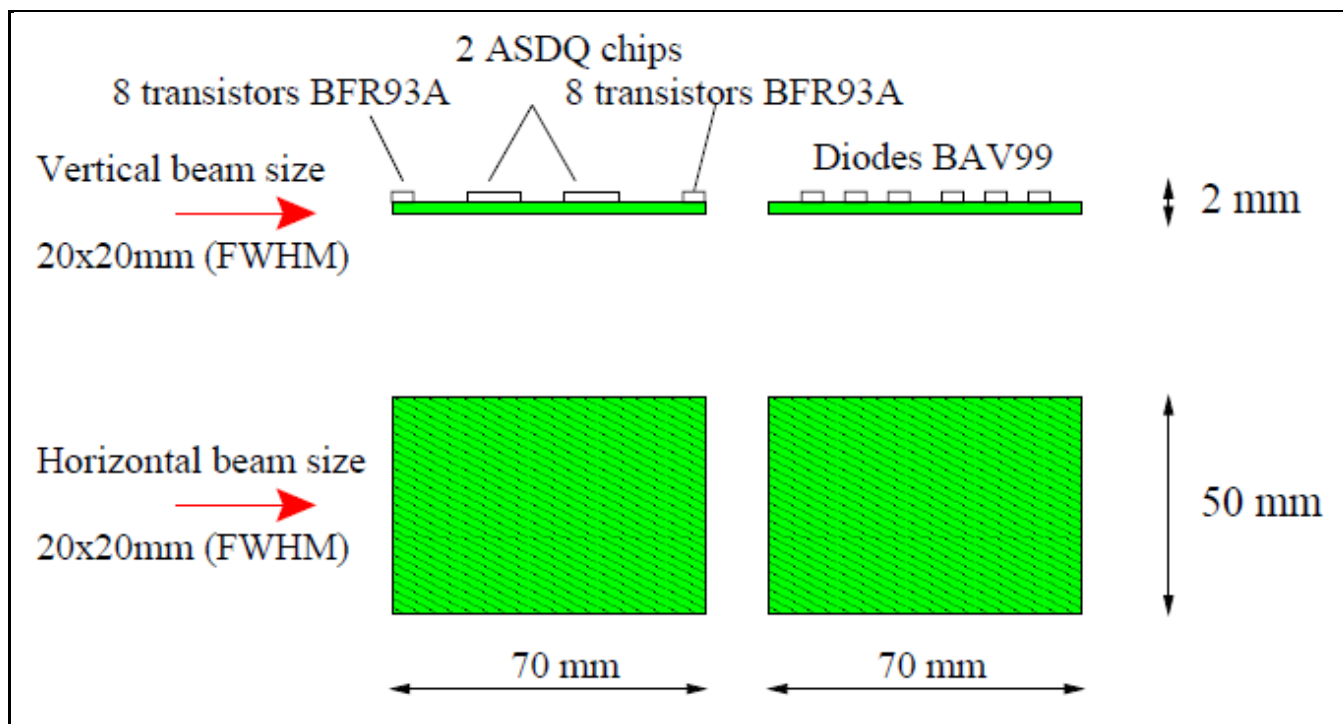 2 ASDQ chips
8 transistors BFR93A
8 transistors BFR93A
Vertical beam size
Diodes BAV99
2 mm
20x20mm (FWHM)
Horizontal beam size
50 mm
20x20mm (FWHM)
70 mm
70 mm